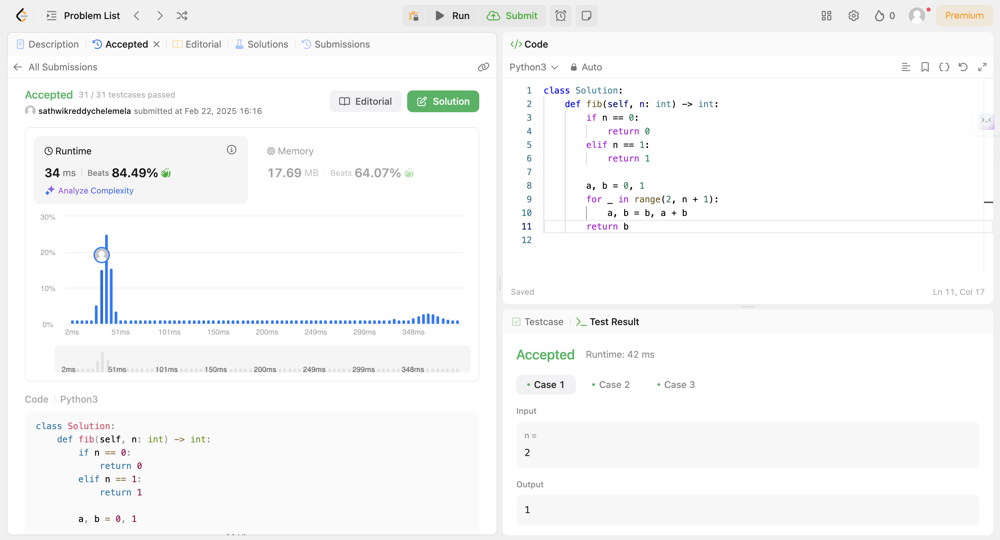 Problem List
Run
Submit
0
Premium
Description
Accepted
Editorial
Solutions
Submissions
All Submissions
Accepted 31 / 31 testcases passed
sathwikreddychelemela submitted at Feb 22, 2025 16:16
Editorial
Solution
Runtime
34 ms Beats 84.49%
Analyze Complexity
Memory
17.69 MB Beats 64.07%
30%
20%
10%
0%
2ms 51ms 101ms 150ms 200ms 249ms 299ms 348ms
2ms 51ms 101ms 150ms 200ms 249ms 299ms 348ms
Code Python3
class Solution:
    def fib(self, n: int) -> int:
        if n == 0:
            return 0
        elif n == 1:
            return 1
        a, b = 0, 1
</> Code
Python3 Auto
1 class Solution:
2     def fib(self, n: int) -> int:
3         if n == 0:
4             return 0
5         elif n == 1:
6             return 1
7
8         a, b = 0, 1
9         for _ in range(2, n + 1):
10             a, b = b, a + b
11         return b
12
Saved
Ln 11, Col 17
Testcase
Test Result
Accepted Runtime: 42 ms
Case 1 Case 2 Case 3
Input
n =
2
Output
1